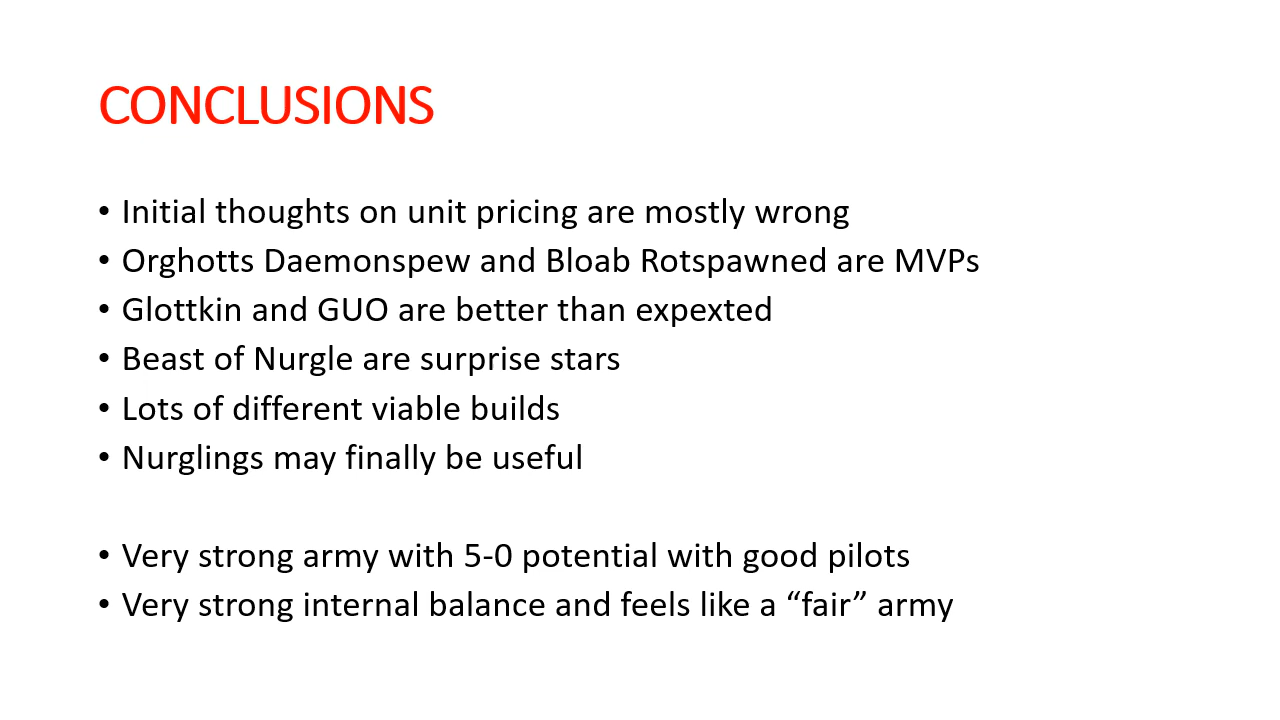 CONCLUSIONS
• Initial thoughts on unit pricing are mostly wrong
• Orghotts Daemonspew and Bloab Rotspawned are MVPs
• Glottkin and GUO are better than expexted
• Beast of Nurgle are surprise stars
• Lots of different viable builds
• Nurglings may finally be useful
• Very strong army with 5-0 potential with good pilots
• Very strong internal balance and feels like a “fair” army